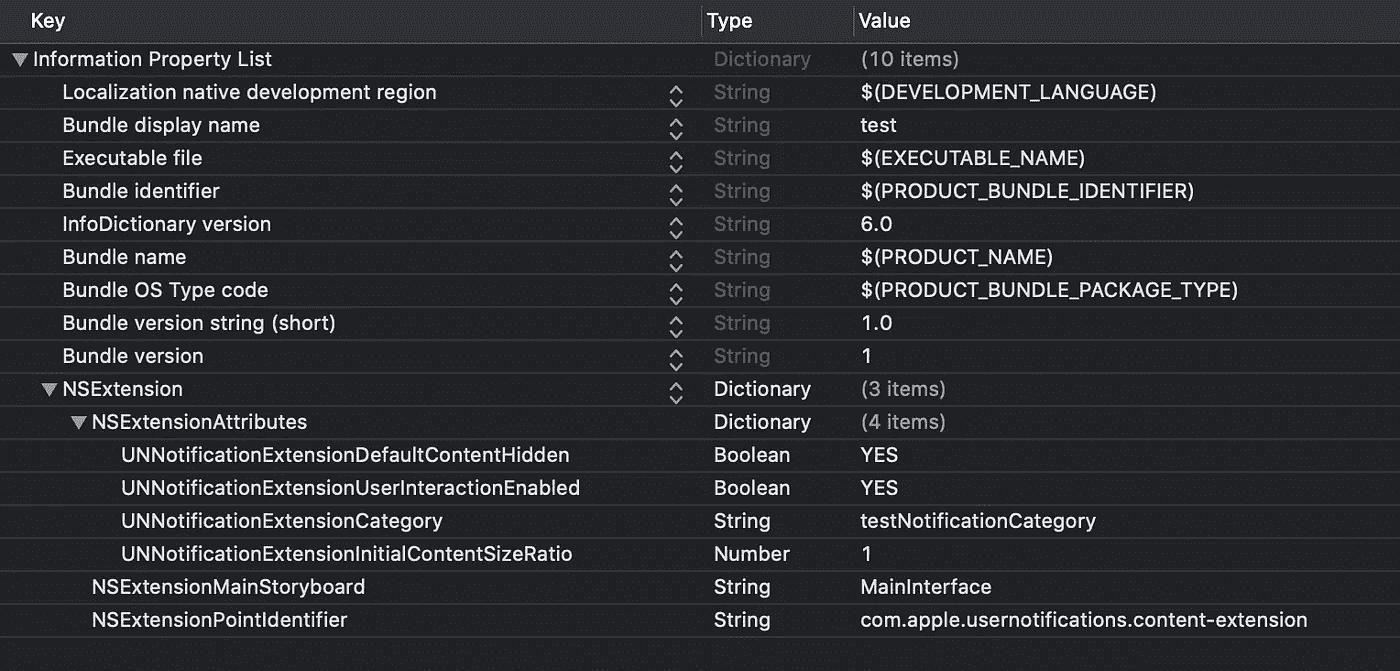 Key Type Value
Information Property List Dictionary (10 items)
Localization native development region String $(DEVELOPMENT_LANGUAGE)
Bundle display name String test
Executable file String $(EXECUTABLE_NAME)
Bundle identifier String $(PRODUCT_BUNDLE_IDENTIFIER)
InfoDictionary version String 6.0
Bundle name String $(PRODUCT_NAME)
Bundle OS Type code String $(PRODUCT_BUNDLE_PACKAGE_TYPE)
Bundle version string (short) String 1.0
Bundle version String 1
NSExtension Dictionary (3 items)
NSExtensionAttributes Dictionary (4 items)
UNNotificationExtensionDefaultContentHidden Boolean YES
UNNotificationExtensionUserInteractionEnabled Boolean YES
UNNotificationExtensionCategory String testNotificationCategory
UNNotificationExtensionInitialContentSizeRatio Number 1
NSExtensionMainStoryboard String MainInterface
NSExtensionPointIdentifier String com.apple.usernotifications.content-extension